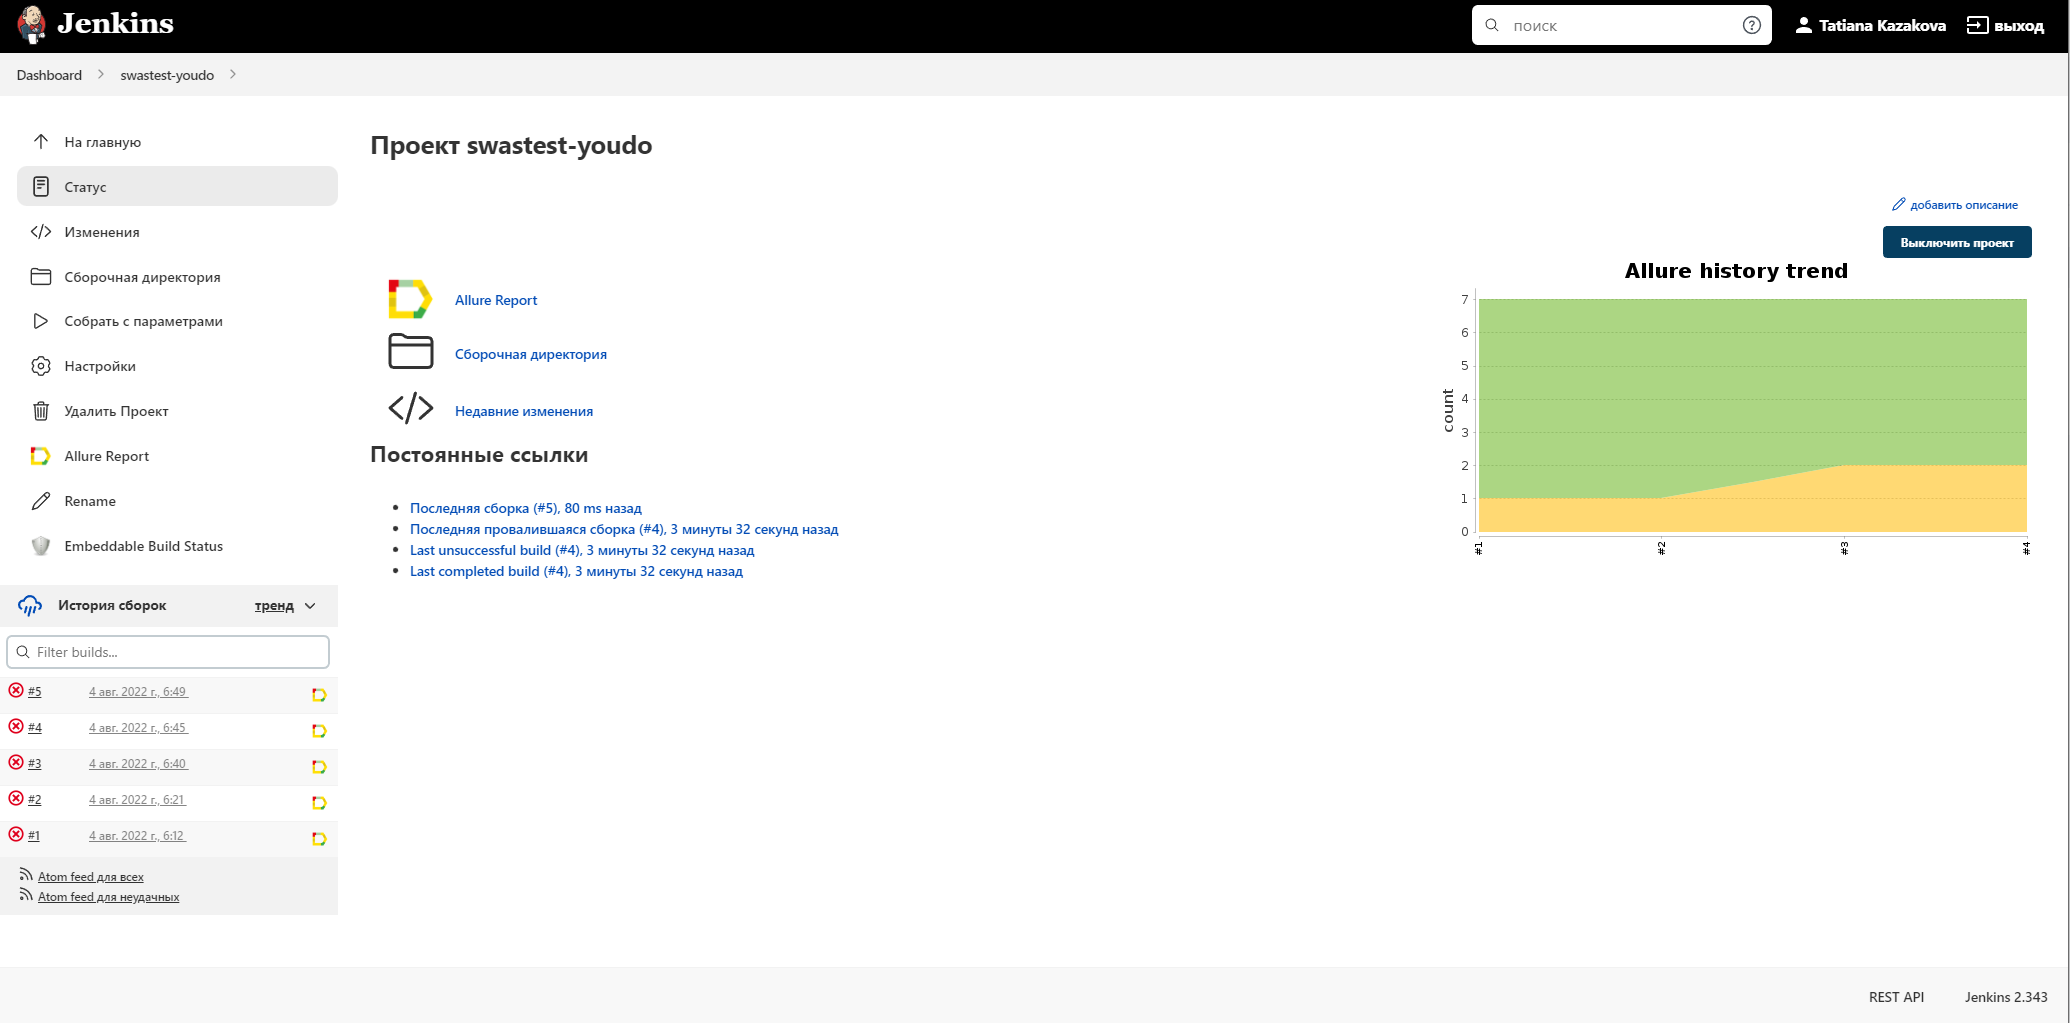 Jenkins
поиск
Tatiana Kazakova
выход
Dashboard
swastest-youdo
На главную
Статус
Изменения
Сборочная директория
Собрать с параметрами
Настройки
Удалить Проект
Allure Report
Rename
Embeddable Build Status
История сборок
тренд
Filter builds...
#5 4 авг. 2022 г., 6:49
#4 4 авг. 2022 г., 6:45
#3 4 авг. 2022 г., 6:40
#2 4 авг. 2022 г., 6:21
#1 4 авг. 2022 г., 6:12
Atom feed для всех
Atom feed для неудачных
Проект swastest-youdo
добавить описание
Выключить проект
Allure Report
Сборочная директория
Недавние изменения
Постоянные ссылки
Последняя сборка (#5), 80 ms назад
Последняя провалившаяся сборка (#4), 3 минуты 32 секунд назад
Last unsuccessful build (#4), 3 минуты 32 секунд назад
Last completed build (#4), 3 минуты 32 секунд назад
Allure history trend
count
7
6
5
4
3
2
1
0
#1
#2
#3
#4
REST API
Jenkins 2.343